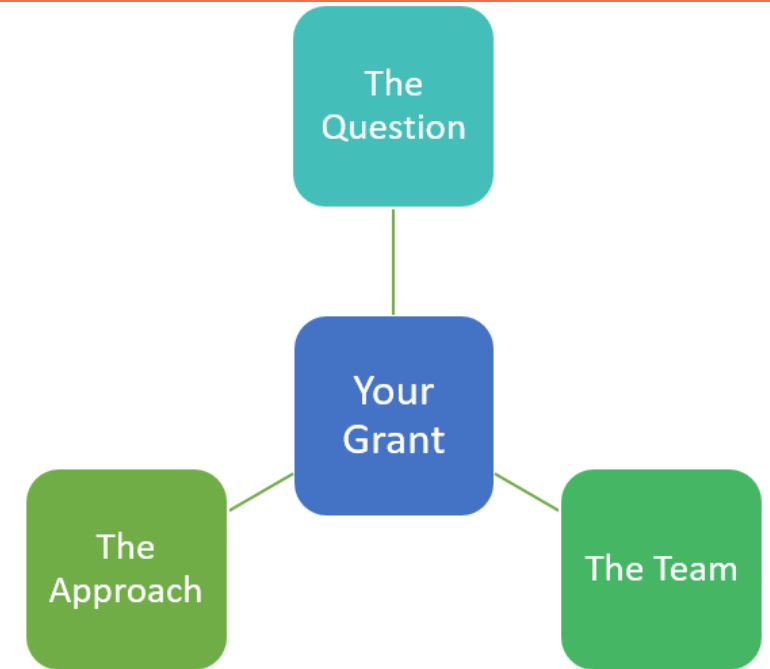 The
Question
Your
Grant
The
Approach
The Team